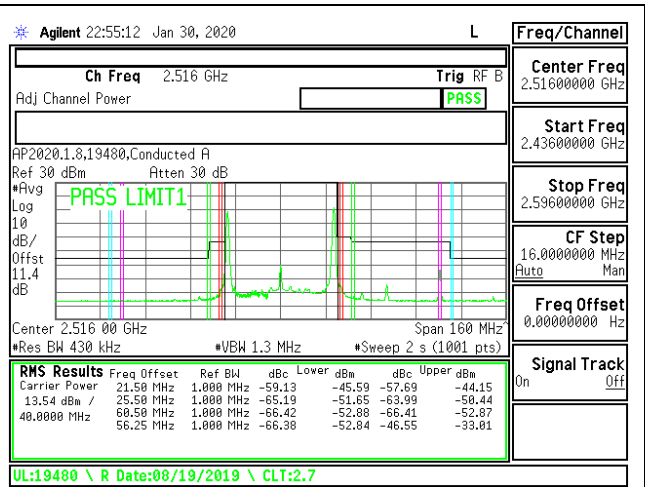 Agilent 22:55:12 Jan 30, 2020 L
Freq/Channel
Ch Freq 2.516 GHz Trig RF B
Adj Channel Power PASS
AP2020.1.8,19480,Conducted A
Ref 30 dBm Atten 30 dB
#Avg
Log
10
dB/
Offst
11.4
dB
PASS LIMIT1
Center 2.516 00 GHz Span 160 MHz^
#Res BW 430 kHz #VBW 1.3 MHz #Sweep 2 s (1001 pts)
RMS Results Freq Offset Ref BW dBc Lower dBm dBc Upper dBm
Carrier Power 21.50 MHz 1.000 MHz -59.13 -45.59 -57.69 -44.15
13.54 dBm / 25.50 MHz 1.000 MHz -65.19 -51.65 -63.99 -50.44
40.0000 MHz 60.50 MHz 1.000 MHz -66.42 -52.88 -66.41 -52.87
56.25 MHz 1.000 MHz -66.38 -52.84 -46.55 -33.01
UL:19480 \ R Date:08/19/2019 \ CLT:2.7
Center Freq
2.51600000 GHz
Start Freq
2.43600000 GHz
Stop Freq
2.59600000 GHz
CF Step
16.0000000 MHz
Auto Man
Freq Offset
0.00000000 Hz
Signal Track
On Off